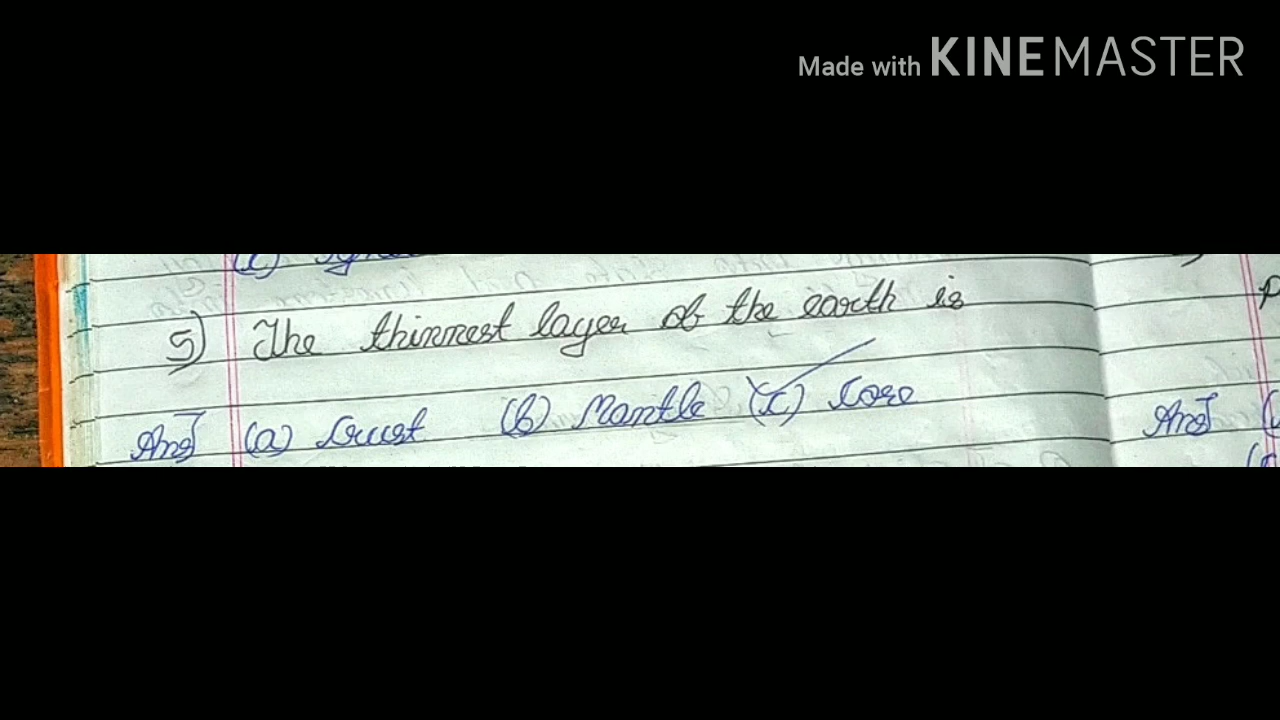 Made with KINEMASTER
5) The thinnest layer of the earth is
Ans] (a) Crust (b) Mantle (c) Core
Ans]